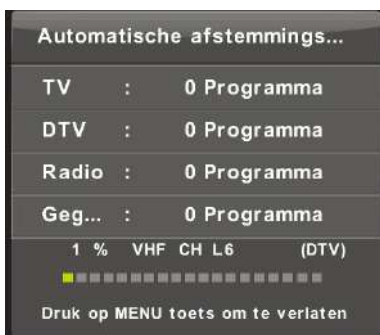 Automatische afstemmings...
TV : 0 Programma
DTV : 0 Programma
Radio : 0 Programma
Geg... : 0 Programma
1 % VHF CH L6 (DTV)
Druk op MENU toets om te verlaten